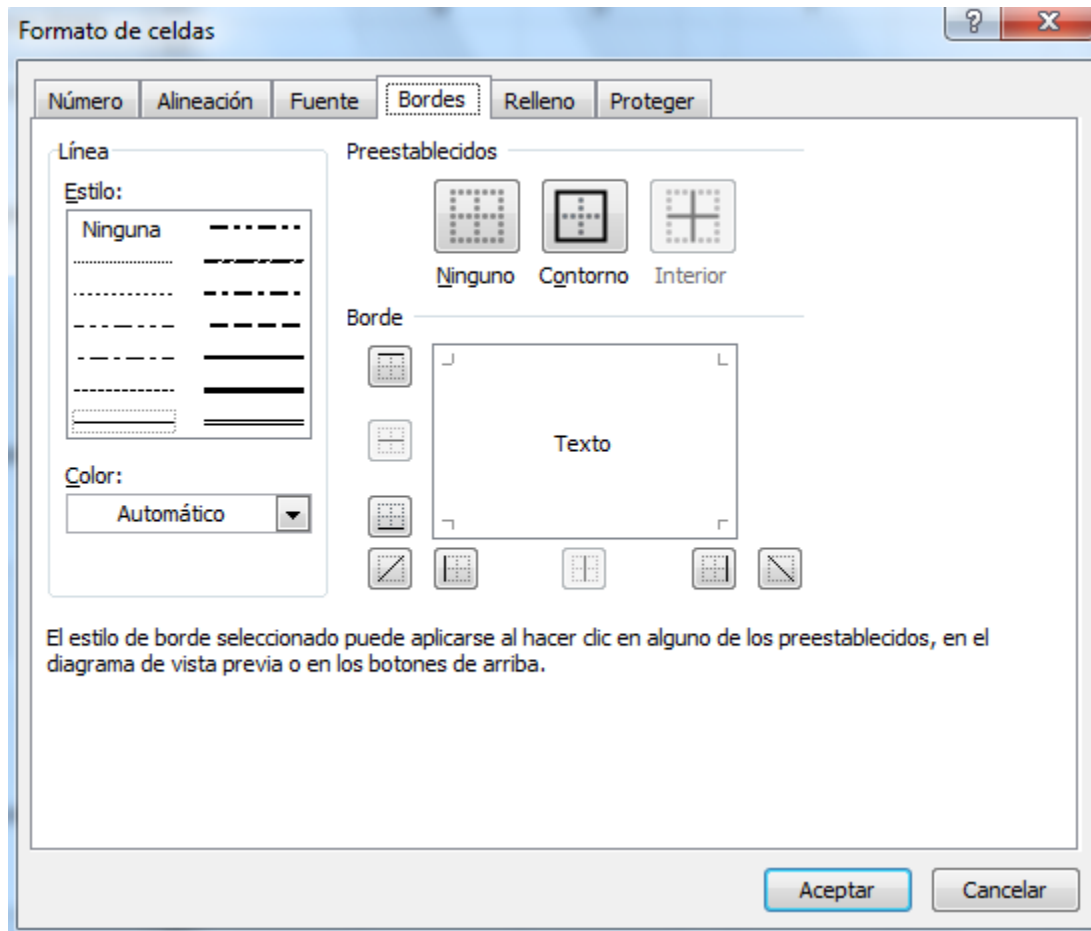 Formato de celdas
Número Alineación Fuente Bordes Relleno Proteger
Línea
Estilo:
Ninguna
Color:
Automático
Preestablecidos
Ninguno Contorno Interior
Borde
Texto
El estilo de borde seleccionado puede aplicarse al hacer clic en alguno de los preestablecidos, en el
diagrama de vista previa o en los botones de arriba.
Aceptar Cancelar